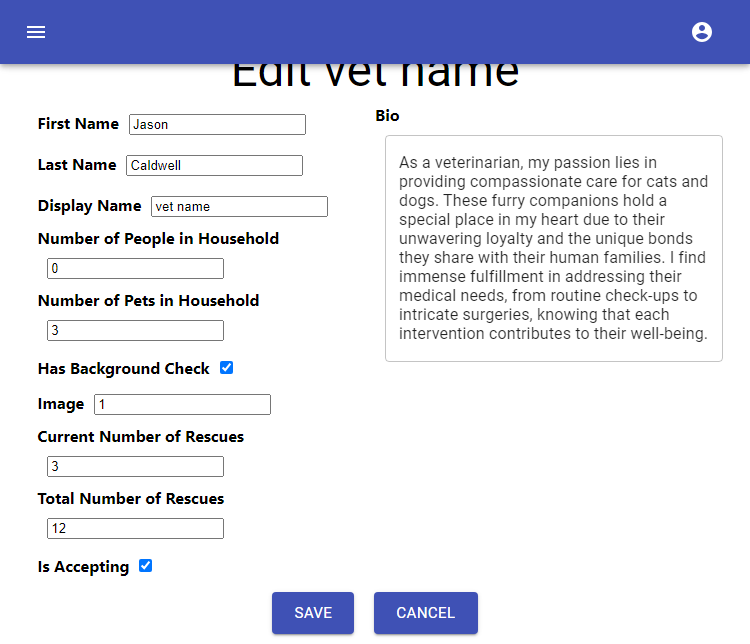 Edit vet name
First Name Jason
Last Name Caldwell
Display Name vet name
Number of People in Household
0
Number of Pets in Household
3
Has Background Check
Image 1
Current Number of Rescues
3
Total Number of Rescues
12
Is Accepting
Bio
As a veterinarian, my passion lies in
providing compassionate care for cats and
dogs. These furry companions hold a
special place in my heart due to their
unwavering loyalty and the unique bonds
they share with their human families. I find
immense fulfillment in addressing their
medical needs, from routine check-ups to
intricate surgeries, knowing that each
intervention contributes to their well-being.
SAVE CANCEL